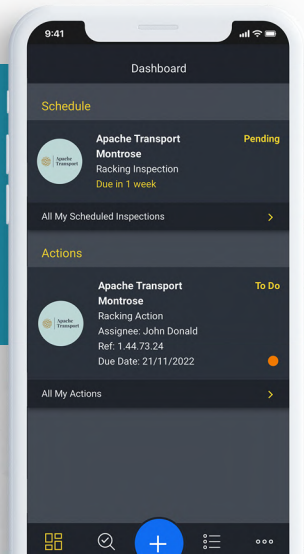 9:41
Dashboard
Schedule
Apache Transport
Montrose
Pending
Racking Inspection
Due in 1 week
Apache
Transport
All My Scheduled Inspections
Actions
Apache Transport
Montrose
To Do
Racking Action
Assignee: John Donald
Ref: 1.44.73.24
Due Date: 21/11/2022
Apache
Transport
All My Actions